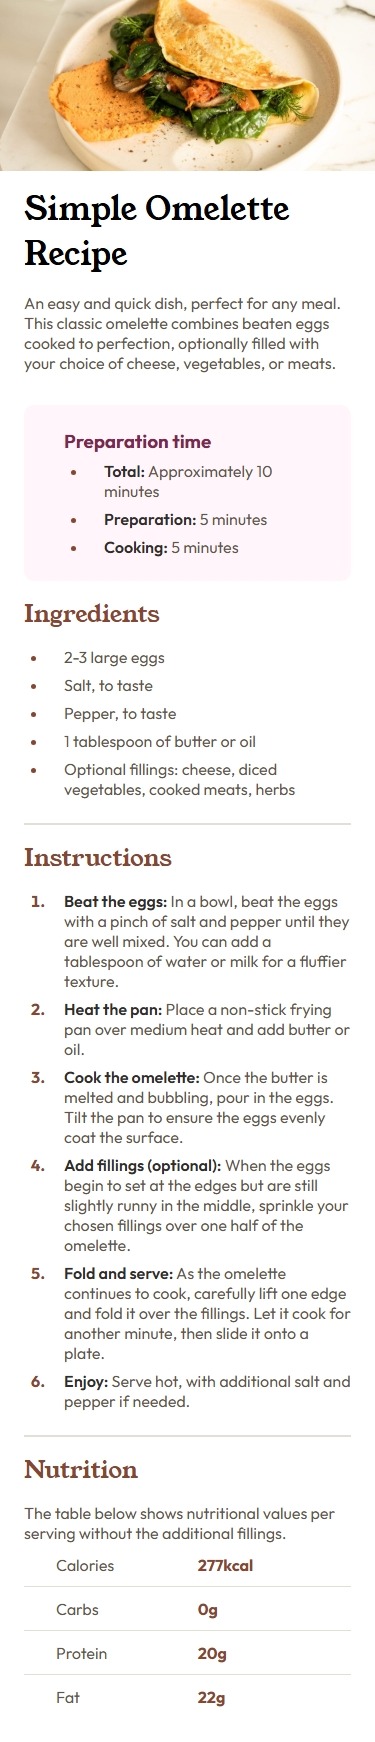 Simple Omelette
Recipe
An easy and quick dish, perfect for any meal.
This classic omelette combines beaten eggs
cooked to perfection, optionally filled with
your choice of cheese, vegetables, or meats.
Preparation time
• Total: Approximately 10
minutes
• Preparation: 5 minutes
• Cooking: 5 minutes
Ingredients
• 2-3 large eggs
• Salt, to taste
• Pepper, to taste
• 1 tablespoon of butter or oil
• Optional fillings: cheese, diced
vegetables, cooked meats, herbs
Instructions
1. Beat the eggs: In a bowl, beat the eggs
with a pinch of salt and pepper until they
are well mixed. You can add a
tablespoon of water or milk for a fluffier
texture.
2. Heat the pan: Place a non-stick frying
pan over medium heat and add butter or
oil.
3. Cook the omelette: Once the butter is
melted and bubbling, pour in the eggs.
Tilt the pan to ensure the eggs evenly
coat the surface.
4. Add fillings (optional): When the eggs
begin to set at the edges but are still
slightly runny in the middle, sprinkle your
chosen fillings over one half of the
omelette.
5. Fold and serve: As the omelette
continues to cook, carefully lift one edge
and fold it over the fillings. Let it cook for
another minute, then slide it onto a
plate.
6. Enjoy: Serve hot, with additional salt and
pepper if needed.
Nutrition
The table below shows nutritional values per
serving without the additional fillings.
Calories 277kcal
Carbs 0g
Protein 20g
Fat 22g